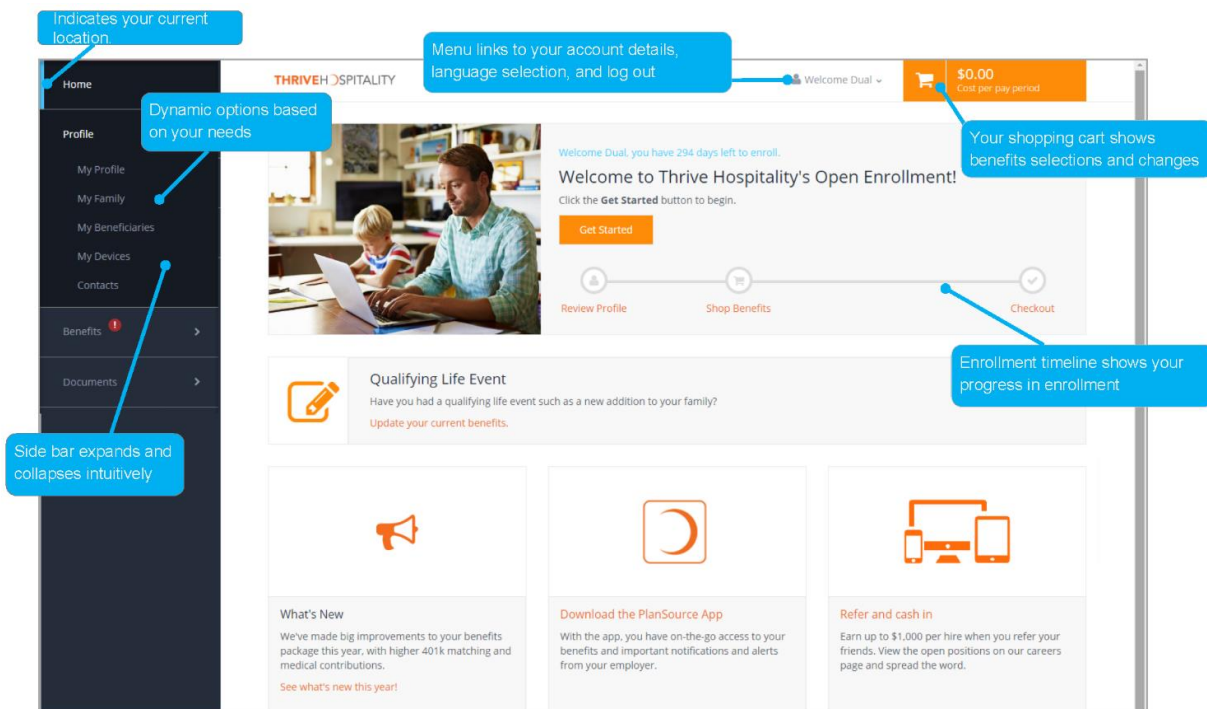 Indicates your current
location.
Menu links to your account details,
language selection, and log out
Home
THRIVEHOSPITALITY
Welcome Dual
$0.00
Cost per pay period
Dynamic options based
on your needs
Your shopping cart shows
benefits selections and changes
Profile
My Profile
My Family
My Beneficiaries
My Devices
Contacts
Benefits !
Documents
Side bar expands and
collapses intuitively
Welcome Dual, you have 294 days left to enroll.
Welcome to Thrive Hospitality's Open Enrollment!
Click the Get Started button to begin.
Get Started
Review Profile
Shop Benefits
Checkout
Enrollment timeline shows your
progress in enrollment
Qualifying Life Event
Have you had a qualifying life event such as a new addition to your family?
Update your current benefits.
What's New
We've made big improvements to your benefits
package this year, with higher 401k matching and
medical contributions.
See what's new this year!
Download the PlanSource App
With the app, you have on-the-go access to your
benefits and important notifications and alerts
from your employer.
Refer and cash in
Earn up to $1,000 per hire when you refer your
friends. View the open positions on our careers
page and spread the word.